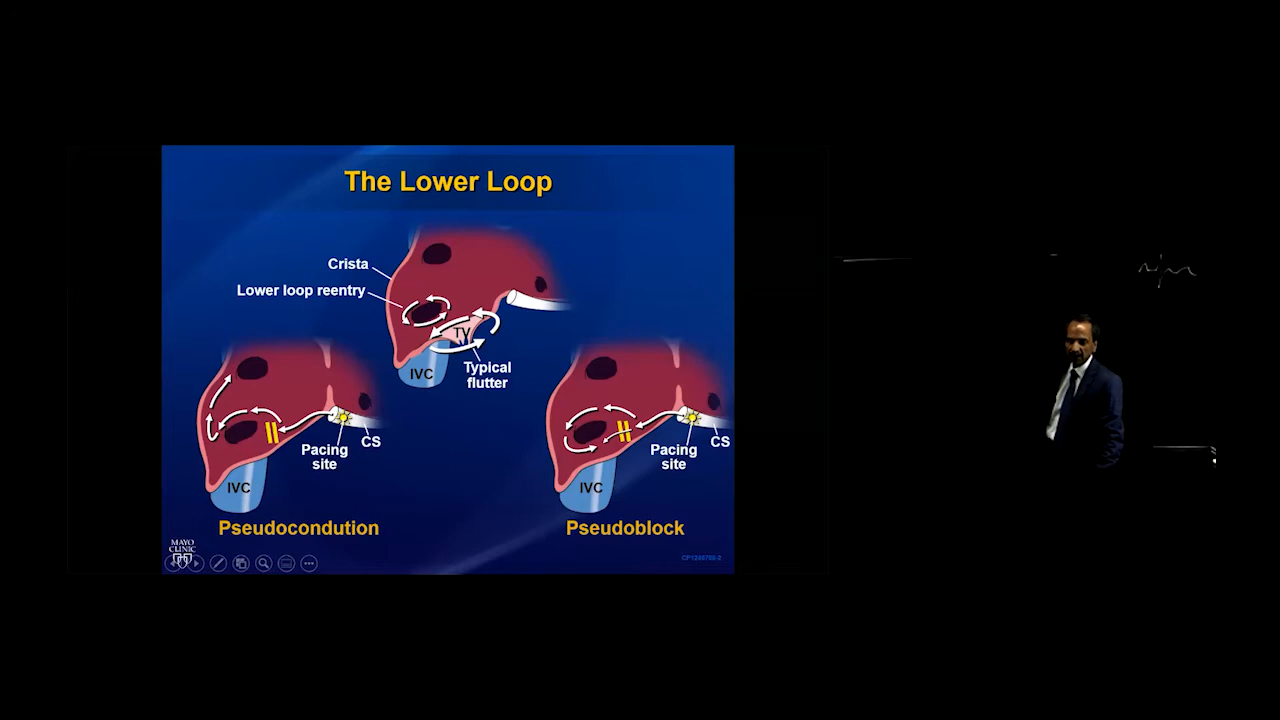 The Lower Loop
Crista
Lower loop reentry
TV
IVC
Typical
flutter
Pacing
site
CS
IVC
Pseudocondution
Pacing
site
CS
IVC
Pseudoblock
MAYO
CLINIC